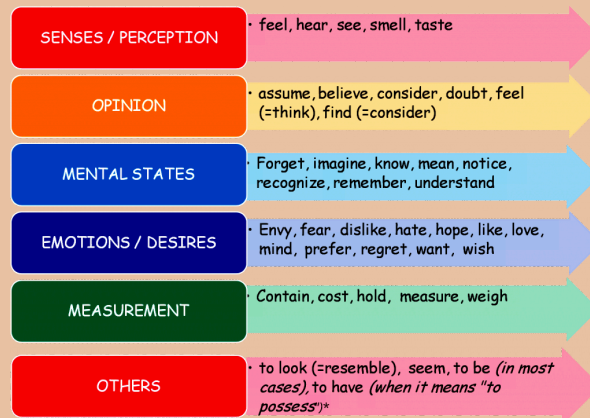 SENSES / PERCEPTION
• feel, hear, see, smell, taste
OPINION
• assume, believe, consider, doubt, feel
(=think), find (=consider)
MENTAL STATES
• Forget, imagine, know, mean, notice,
recognize, remember, understand
EMOTIONS / DESIRES
• Envy, fear, dislike, hate, hope, like, love,
mind, prefer, regret, want, wish
MEASUREMENT
• Contain, cost, hold, measure, weigh
OTHERS
• to look (=resemble), seem, to be (in most
cases), to have (when it means "to
possess")*